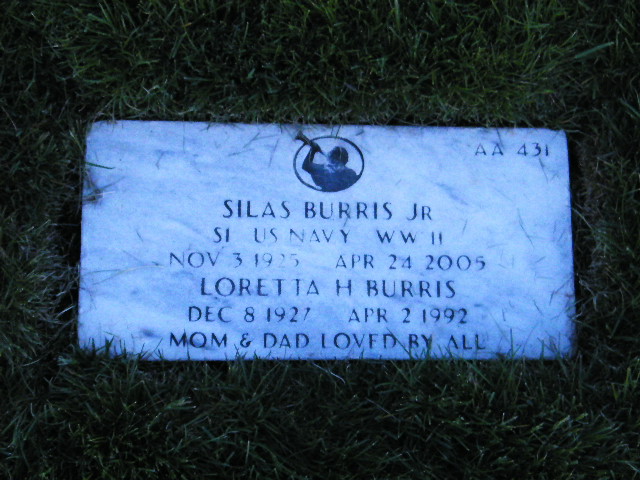 AA 431
SILAS BURRIS JR
S1 US NAVY WW II
NOV 3 1925 APR 24 2005
LORETTA H BURRIS
DEC 8 1927 APR 2 1992
MOM & DAD LOVED BY ALL